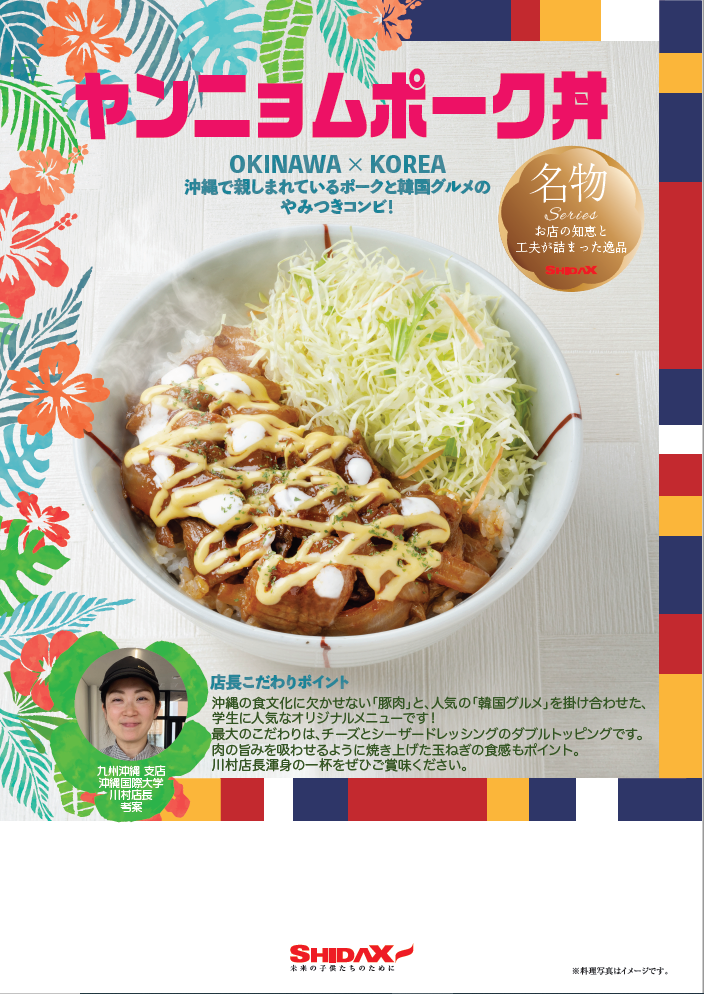 ヤンニョムポーク丼
OKINAWA × KOREA
沖縄で親しまれているポークと韓国グルメの
やみつきコンビ！
名物
Series
お店の知恵と
工夫が詰まった逸品
SHIDAX
店長こだわりポイント
沖縄の食文化に欠かせない「豚肉」と、人気の「韓国グルメ」を掛け合わせた、
学生に人気なオリジナルメニューです！
最大のこだわりは、チーズとシーザードレッシングのダブルトッピングです。
肉の旨みを吸わせるように焼き上げた玉ねぎの食感もポイント。
川村店長渾身の一杯をぜひご賞味ください。
九州沖縄 支店
沖縄国際大学
川村店長
考案
SHIDAX
未来の子供たちのために
※料理写真はイメージです。